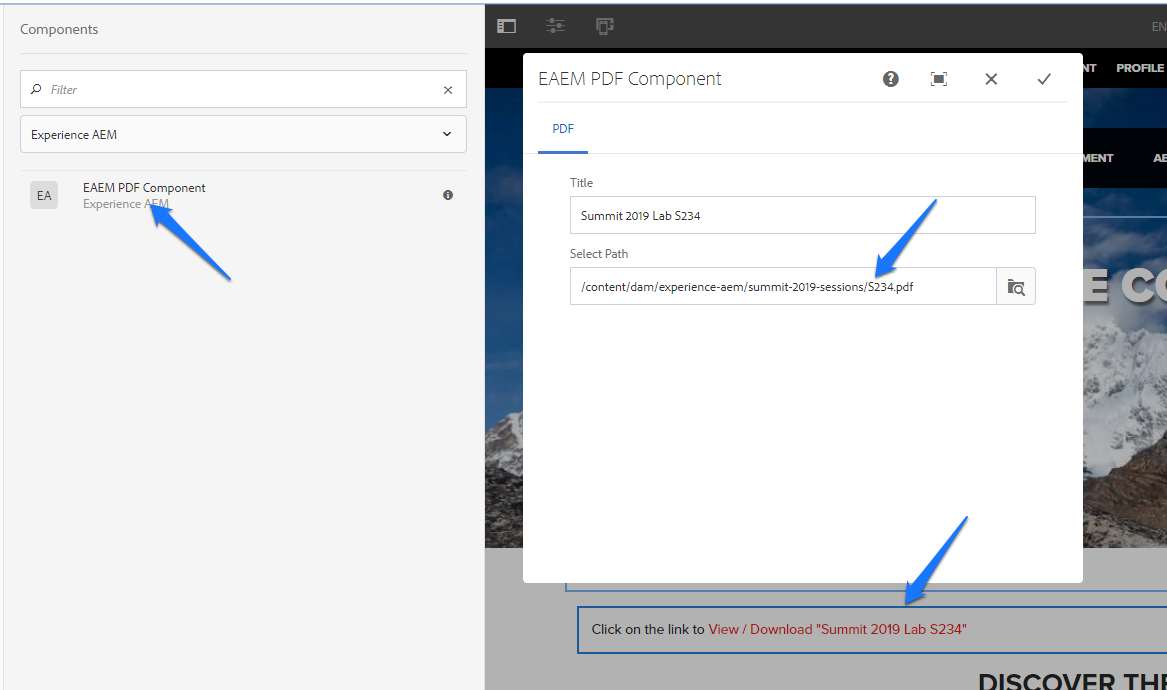 Components
Filter
Experience AEM
EA
EAEM PDF Component
Experience AEM
EN
EAEM PDF Component
NT PROFILE
PDF
MENT AB
Title
Summit 2019 Lab S234
Select Path
/content/dam/experience-aem/summit-2019-sessions/S234.pdf
E CO
Click on the link to View / Download "Summit 2019 Lab S234"
DISCOVER THE